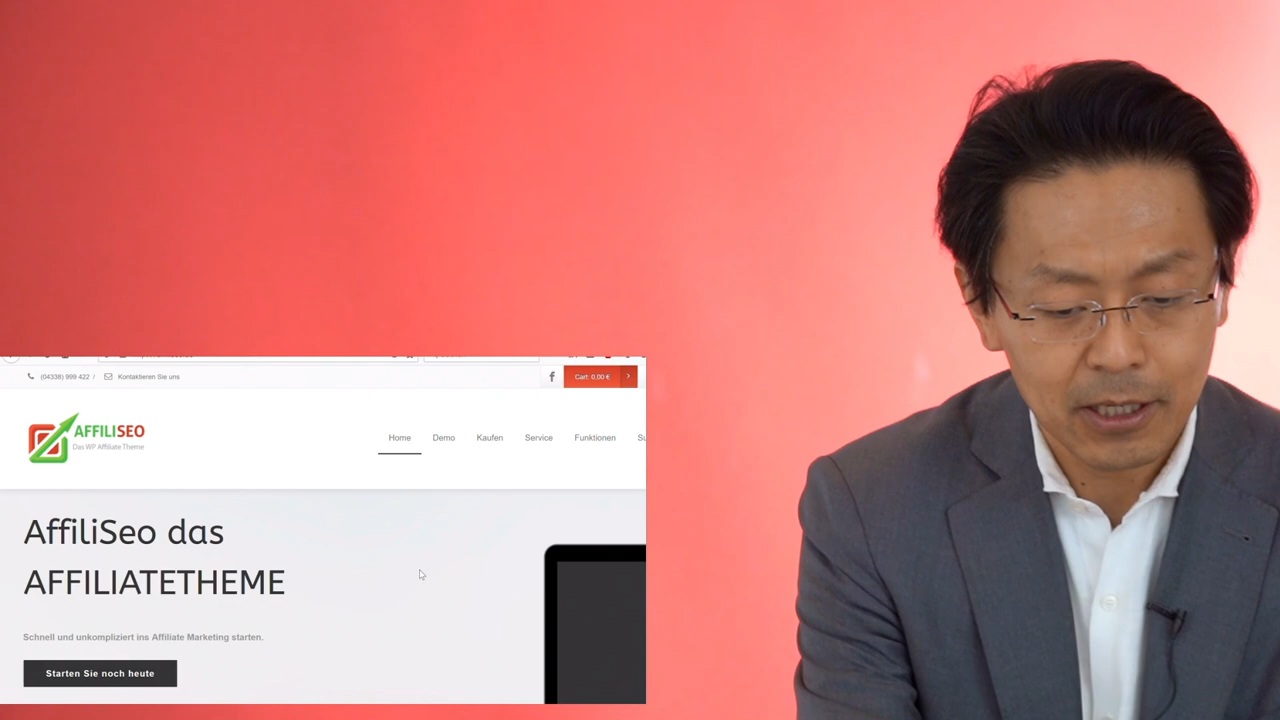 (04338) 999 422 /
Kontaktieren Sie uns
Cart: 0,00 €
AFFILISEO
Das WP Affiliate Theme
Home
Demo
Kaufen
Service
Funktionen
AffiliSeo das
AFFILIATETHEME
Schnell und unkompliziert ins Affiliate Marketing starten.
Starten Sie noch heute